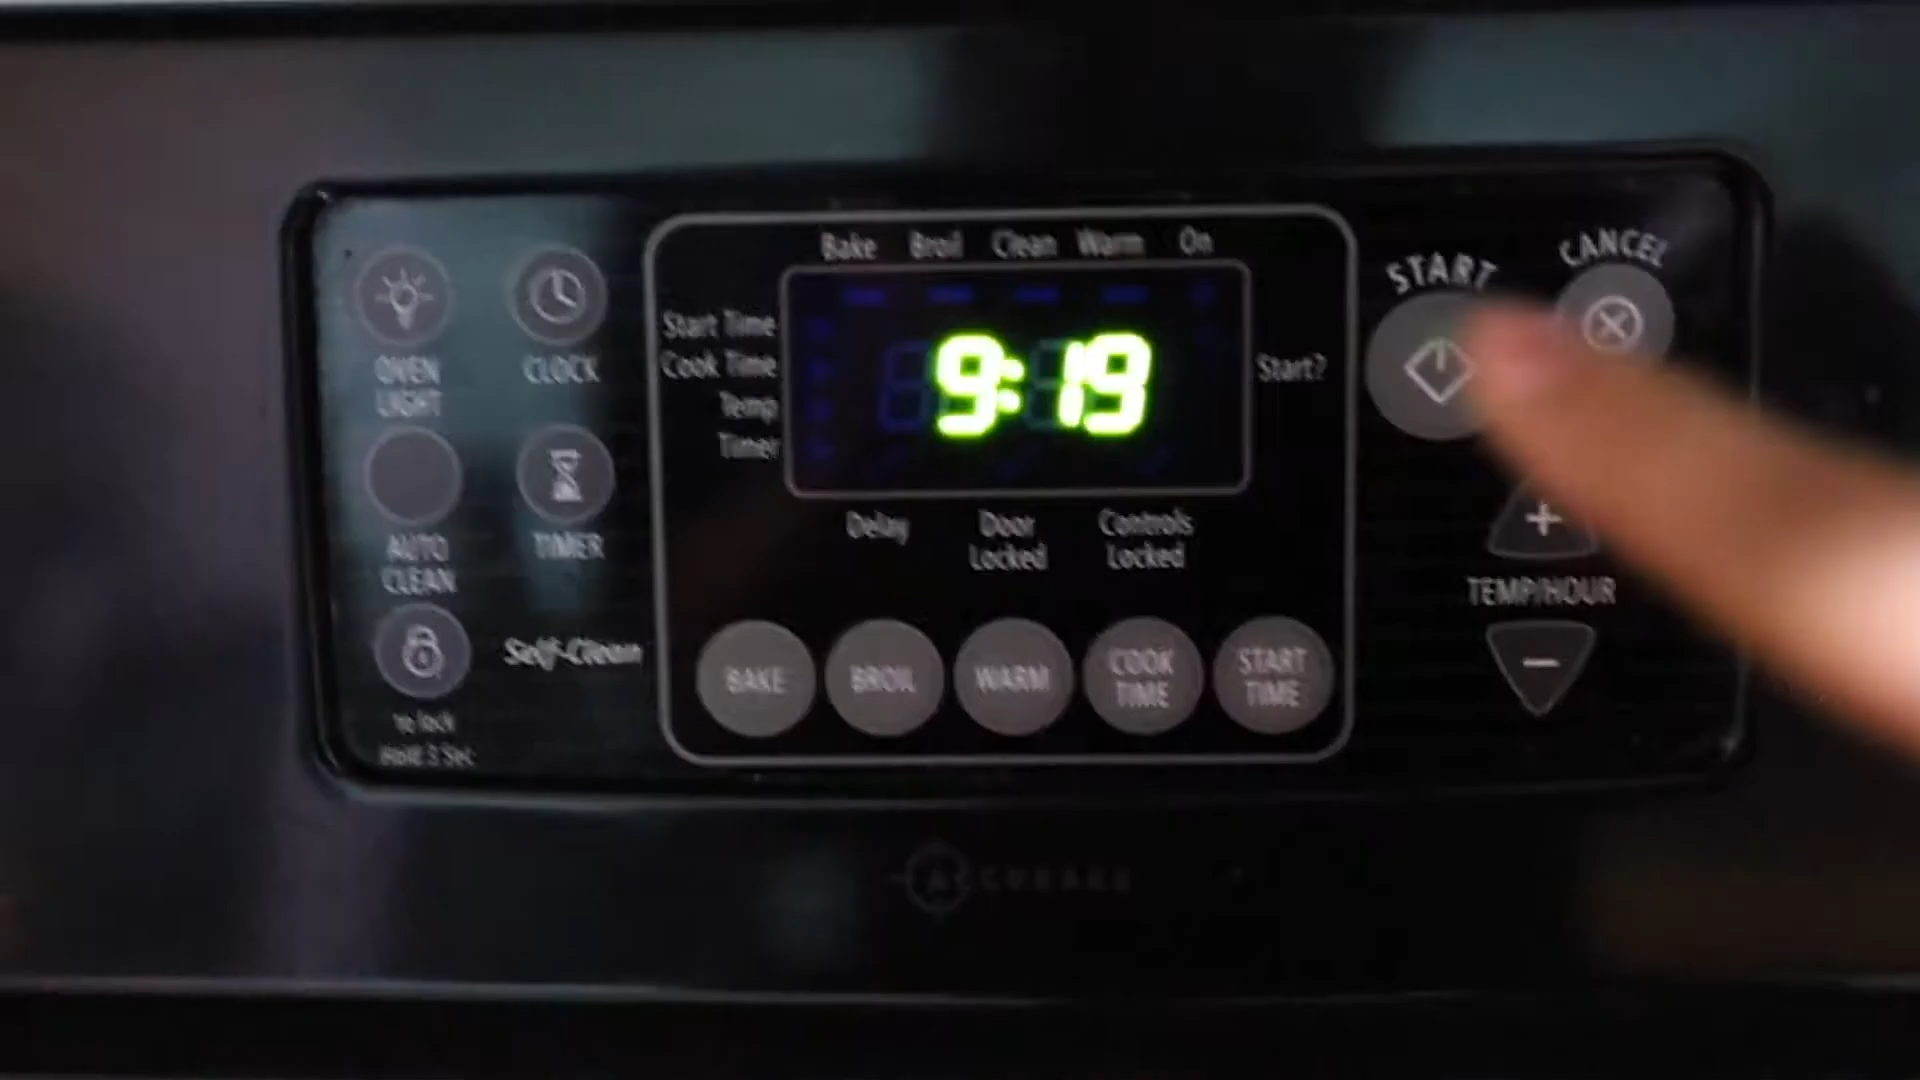 Bake Broil Clean Warm On
START
CANCEL
OVEN
LIGHT
CLOCK
Start Time
Cook Time
Temp
Timer
9:19
Start?
AUTO
CLEAN
TIMER
Delay
Door
Locked
Controls
Locked
+
TEMP/HOUR
Self-Clean
BAKE
BROIL
WARM
COOK
TIME
START
TIME
−
to lock
Hold 3 Sec
ACCUBAKE